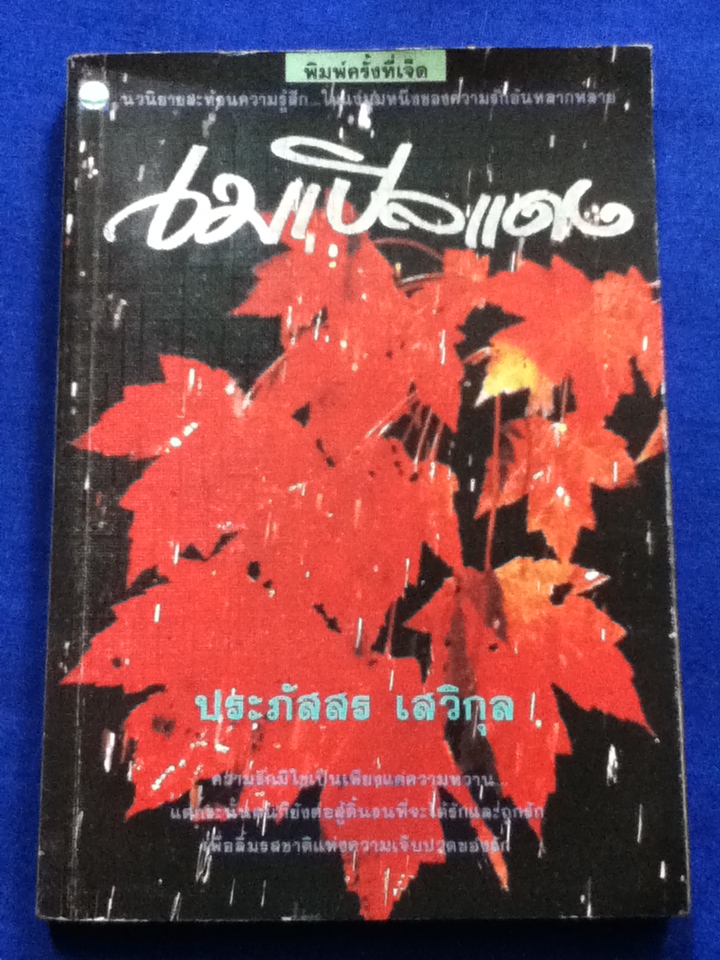 พิมพ์ครั้งที่เจ็ด
นวนิยายสะท้อนความรู้สึก...ในแง่มุมหนึ่งของความรักอันหลากหลาย
เมเปิลแดง
ประภัสสร เสวิกุล
ความรักมิใช่เป็นเพียงแค่ความหวาน...
แต่กระนั้นคนก็ยังต่อสู้ดิ้นรนที่จะได้รักและถูกรัก
เพื่อลิ้มรสชาติแห่งความเจ็บปวดของรัก